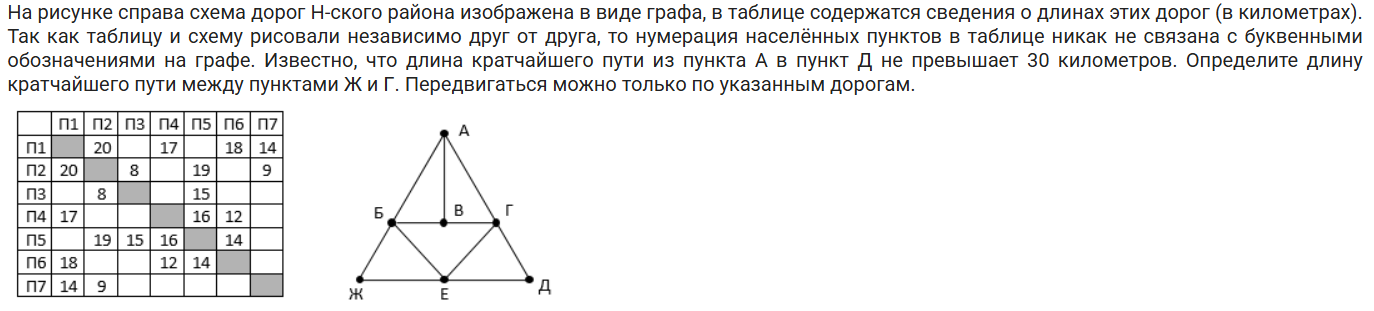 На рисунке справа схема дорог Н-ского района изображена в виде графа, в таблице содержатся сведения о длинах этих дорог (в километрах).
Так как таблицу и схему рисовали независимо друг от друга, то нумерация населённых пунктов в таблице никак не связана с буквенными
обозначениями на графе. Известно, что длина кратчайшего пути из пункта А в пункт Д не превышает 30 километров. Определите длину
кратчайшего пути между пунктами Ж и Г. Передвигаться можно только по указанным дорогам.
П1 П2 П3 П4 П5 П6 П7
П1 20 17 18 14
П2 20 8 19 9
П3 8 15
П4 17 16 12
П5 19 15 16 14
П6 18 12 14
П7 14 9
А
Б В Г
Ж Е Д